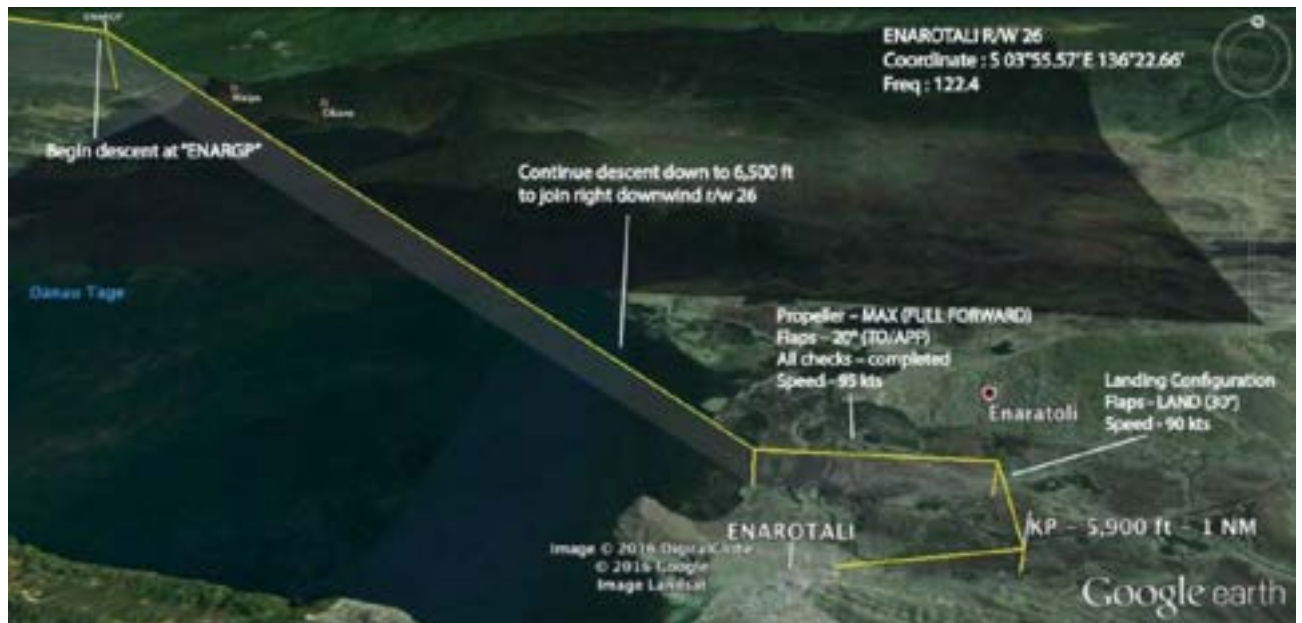 ENARGP
ENAROTALI R/W 26
Coordinate : S 03°55.57' E 136°22.66'
Freq : 122.4
Begin descent at "ENARGP"
Continue descent down to 6,500 ft
to join right downwind r/w 26
Danau Tage
Propeller – MAX (FULL FORWARD)
Flaps – 20° (TO/APP)
All checks – completed
Speed - 95 kts
Enaratoli
Landing Configuration
Flaps - LAND (30°)
Speed - 90 kts
ENAROTALI
KP – 5,900 ft – 1 NM
Image © 2016 DigitalGlobe
© 2016 Google
Image Landsat
Google earth